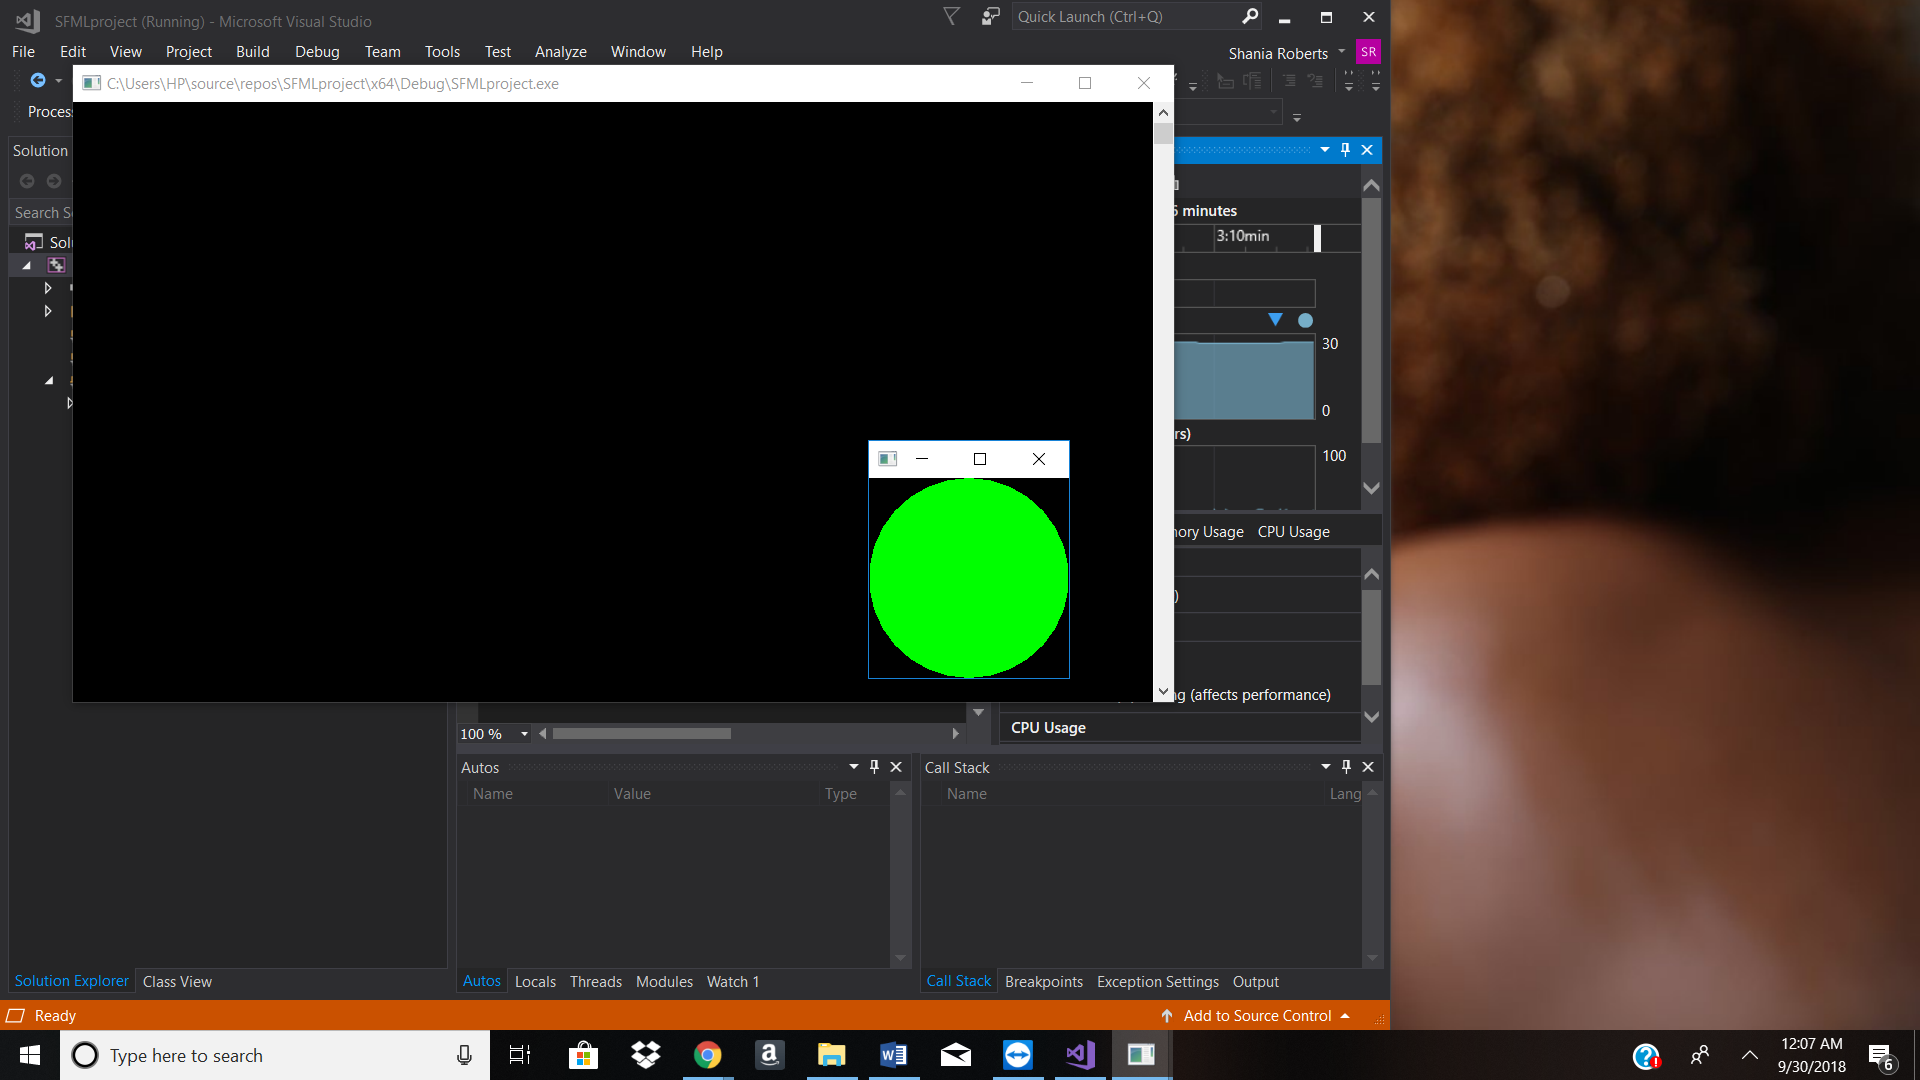 SFMLproject (Running) - Microsoft Visual Studio
Quick Launch (Ctrl+Q)
File Edit View Project Build Debug Team Tools Test Analyze Window Help
Shania Roberts
SR
C:\Users\HP\source\repos\SFMLproject\x64\Debug\SFMLproject.exe
Process
Solution
Search So
Solu
minutes
3:10min
30
0
rs)
100
ory Usage CPU Usage
)
g (affects performance)
CPU Usage
100 %
Autos
Name Value Type
Call Stack
Name Lang
Solution Explorer Class View
Autos Locals Threads Modules Watch 1
Call Stack Breakpoints Exception Settings Output
Ready
Add to Source Control
Type here to search
12:07 AM
9/30/2018
6